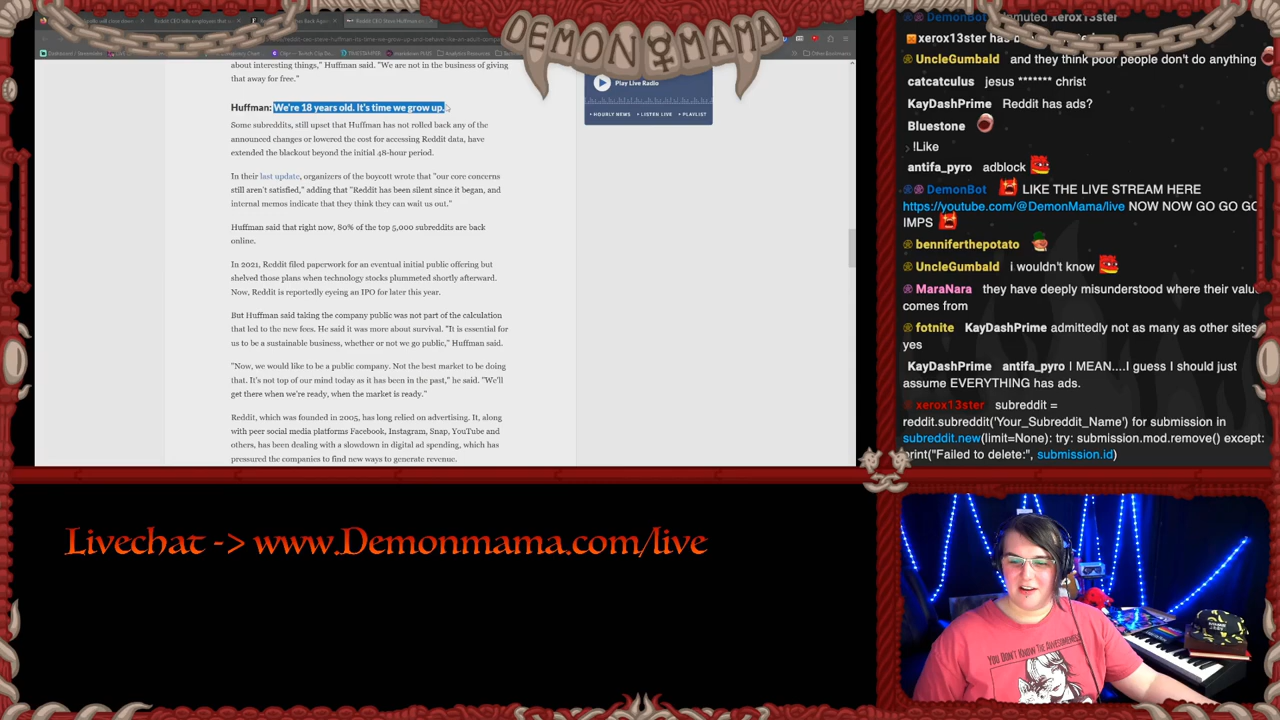 Reddit CEO tells employees that
DEMON MAMA
about interesting things," Huffman said. "We are not in the business of giving
that away for free."
Huffman: We're 18 years old. It's time we grow up.
Some subreddits, still upset that Huffman has not rolled back any of the
announced changes or lowered the cost for accessing Reddit data, have
extended the blackout beyond the initial 48-hour period.
In their last update, organizers of the boycott wrote that "our core concerns
still aren't satisfied," adding that "Reddit has been silent since it began, and
internal memos indicate that they think they can wait us out."
Huffman said that right now, 80% of the top 5,000 subreddits are back
online.
In 2021, Reddit filed paperwork for an eventual initial public offering but
shelved those plans when technology stocks plummeted shortly afterward.
Now, Reddit is reportedly eyeing an IPO for later this year.
But Huffman said taking the company public was not part of the calculation
that led to the new fees. He said it was more about survival. "It is essential for
us to be a sustainable business, whether or not we go public," Huffman said.
"Now, we would like to be a public company. Not the best market to be doing
that. It's not top of our mind today as it has been in the past," he said. "We'll
get there when we're ready, when the market is ready."
Reddit, which was founded in 2005, has long relied on advertising. It, along
with peer social media platforms Facebook, Instagram, Snap, YouTube and
others, has been dealing with a slowdown in digital ad spending, which has
pressured the companies to find new ways to generate revenue.
Play Live Radio
HOURLY NEWS LISTEN LIVE PLAYLIST
DemonBot unmuted xerox13ster
xerox13ster has
UncleGumbald and they think poor people don't do anything
catcatculus jesus ******* christ
KayDashPrime Reddit has ads?
Bluestone
!Like
antifa_pyro adblock
DemonBot LIKE THE LIVE STREAM HERE
https://youtube.com/@DemonMama/live NOW NOW GO GO GO
IMPS
benniferthepotato
UncleGumbald i wouldn't know
MaraNara they have deeply misunderstood where their value
comes from
fotnite KayDashPrime admittedly not as many as other sites,
yes
KayDashPrime antifa_pyro I MEAN....I guess I should just
assume EVERYTHING has ads.
xerox13ster subreddit =
reddit.subreddit('Your_Subreddit_Name') for submission in
subreddit.new(limit=None): try: submission.mod.remove() except:
print("Failed to delete:", submission.id)
Livechat -> www.Demonmama.com/live
YOU DON'T KNOW THE AWESOMENESS